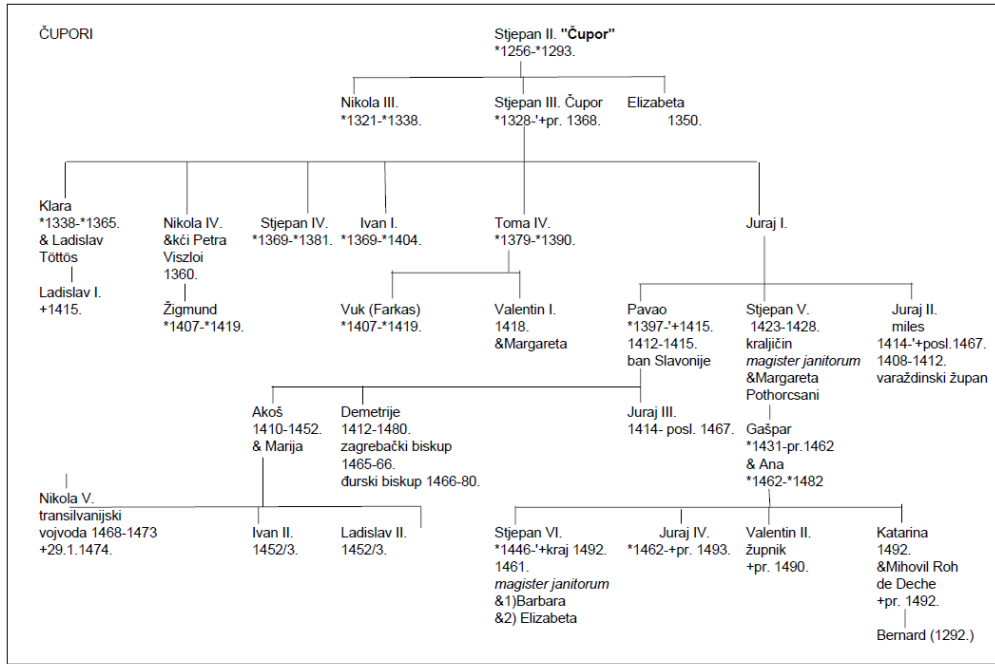 ČUPORI
Stjepan II. "Čupor"
*1256-*1293.
Nikola III.
*1321-*1338.
Stjepan III. Čupor
*1328-'+pr. 1368.
Elizabeta
1350.
Klara
*1338-*1365.
& Ladislav
Töttös
Nikola IV.
&kći Petra
Viszloi
1360.
Stjepan IV.
*1369-*1381.
Ivan I.
*1369-*1404.
Toma IV.
*1379-*1390.
Juraj I.
Ladislav I.
+1415.
Žigmund
*1407-*1419.
Vuk (Farkas)
*1407-*1419.
Valentin I.
1418.
&Margareta
Pavao
*1397-'+1415.
1412-1415.
ban Slavonije
Stjepan V.
1423-1428.
kraljičin
magister janitorum
&Margareta
Pothorcsani
Juraj II.
miles
1414-'+posl.1467.
1408-1412.
varaždinski župan
Akoš
1410-1452.
& Marija
Demetrije
1412-1480.
zagrebački biskup
1465-66.
đurski biskup 1466-80.
Juraj III.
1414- posl. 1467.
Gašpar
*1431-pr.1462
& Ana
*1462-*1482
Nikola V.
transilvanijski
vojvoda 1468-1473
+29.1.1474.
Ivan II.
1452/3.
Ladislav II.
1452/3.
Stjepan VI.
*1446-'+kraj 1492.
1461.
magister janitorum
&1)Barbara
&2) Elizabeta
Juraj IV.
*1462-+pr. 1493.
Valentin II.
župnik
+pr. 1490.
Katarina
1492.
&Mihovil Roh
de Deche
+pr. 1492.
Bernard (1292.)